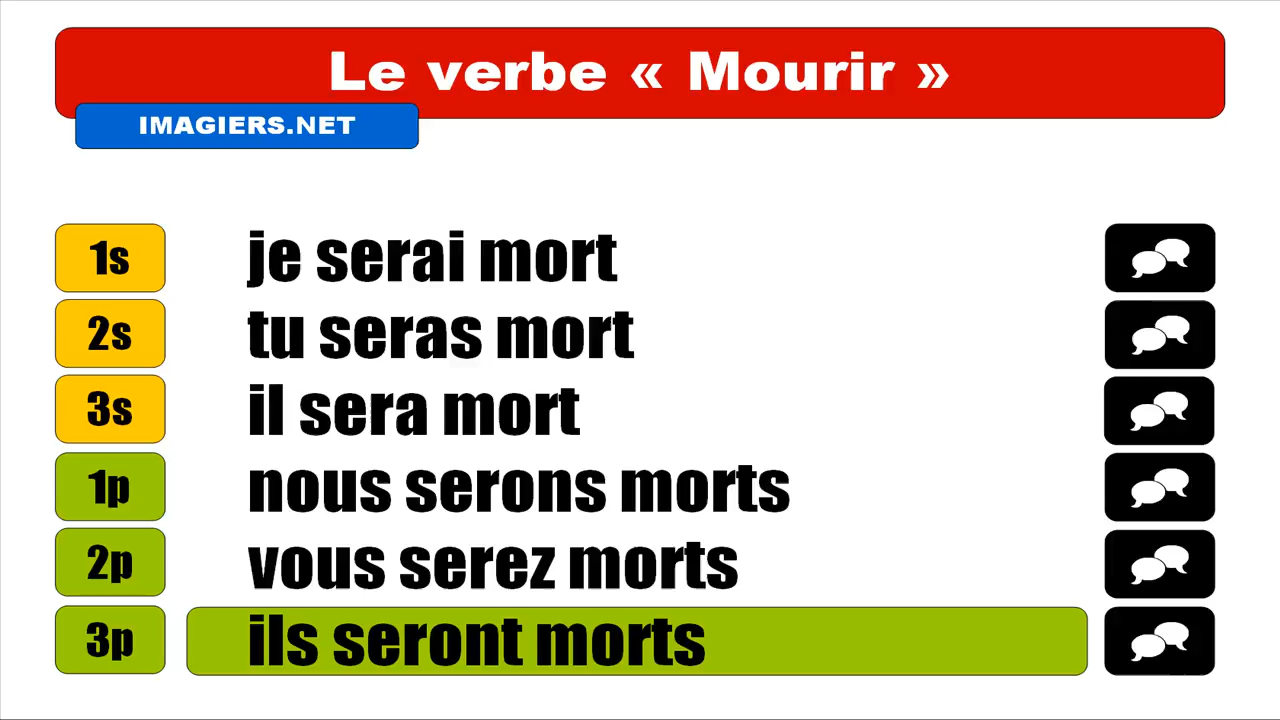 Le verbe « Mourir »
IMAGIERS.NET
1s je serai mort
2s tu seras mort
3s il sera mort
1p nous serons morts
2p vous serez morts
3p ils seront morts